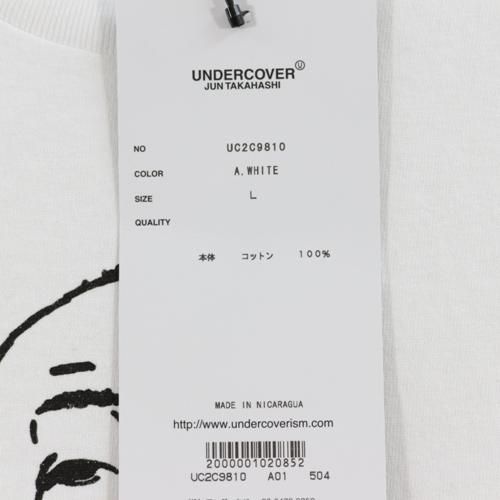 UNDERCOVER Ⓤ
JUN TAKAHASHI
NO UC2C9810
COLOR A.WHITE
SIZE L
QUALITY
本体 コットン 100%
MADE IN NICARAGUA
http://www.undercoverism.com
2000001020852
UC2C9810 A01 504